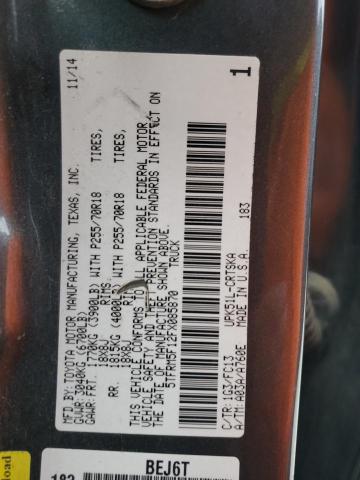 MFD. BY: TOYOTA MOTOR MANUFACTURING, TEXAS, INC. 11/14
GVWR 3040KG (6700LB)
GAWR: FRT. 1770KG (3900LB) WITH P255/70R18 TIRES,
18X8J RIM
RR. 1815KG (4000LB) WITH P255/70R18 TIRES,
18X8J RIM
THIS VEHICLE CONFORMS TO ALL APPLICABLE FEDERAL MOTOR
VEHICLE SAFETY AND THEFT PREVENTION STANDARDS IN EFFECT ON
THE DATE OF MANUFACTURE SHOWN ABOVE.
5TFRM5F12FX085870 TRUCK
UPK51L-CRTSKA
C/TR: 1G3/FC13 MADE IN U.S.A. 183
A/TM: A03A/A760E
1
BEJ6T
183